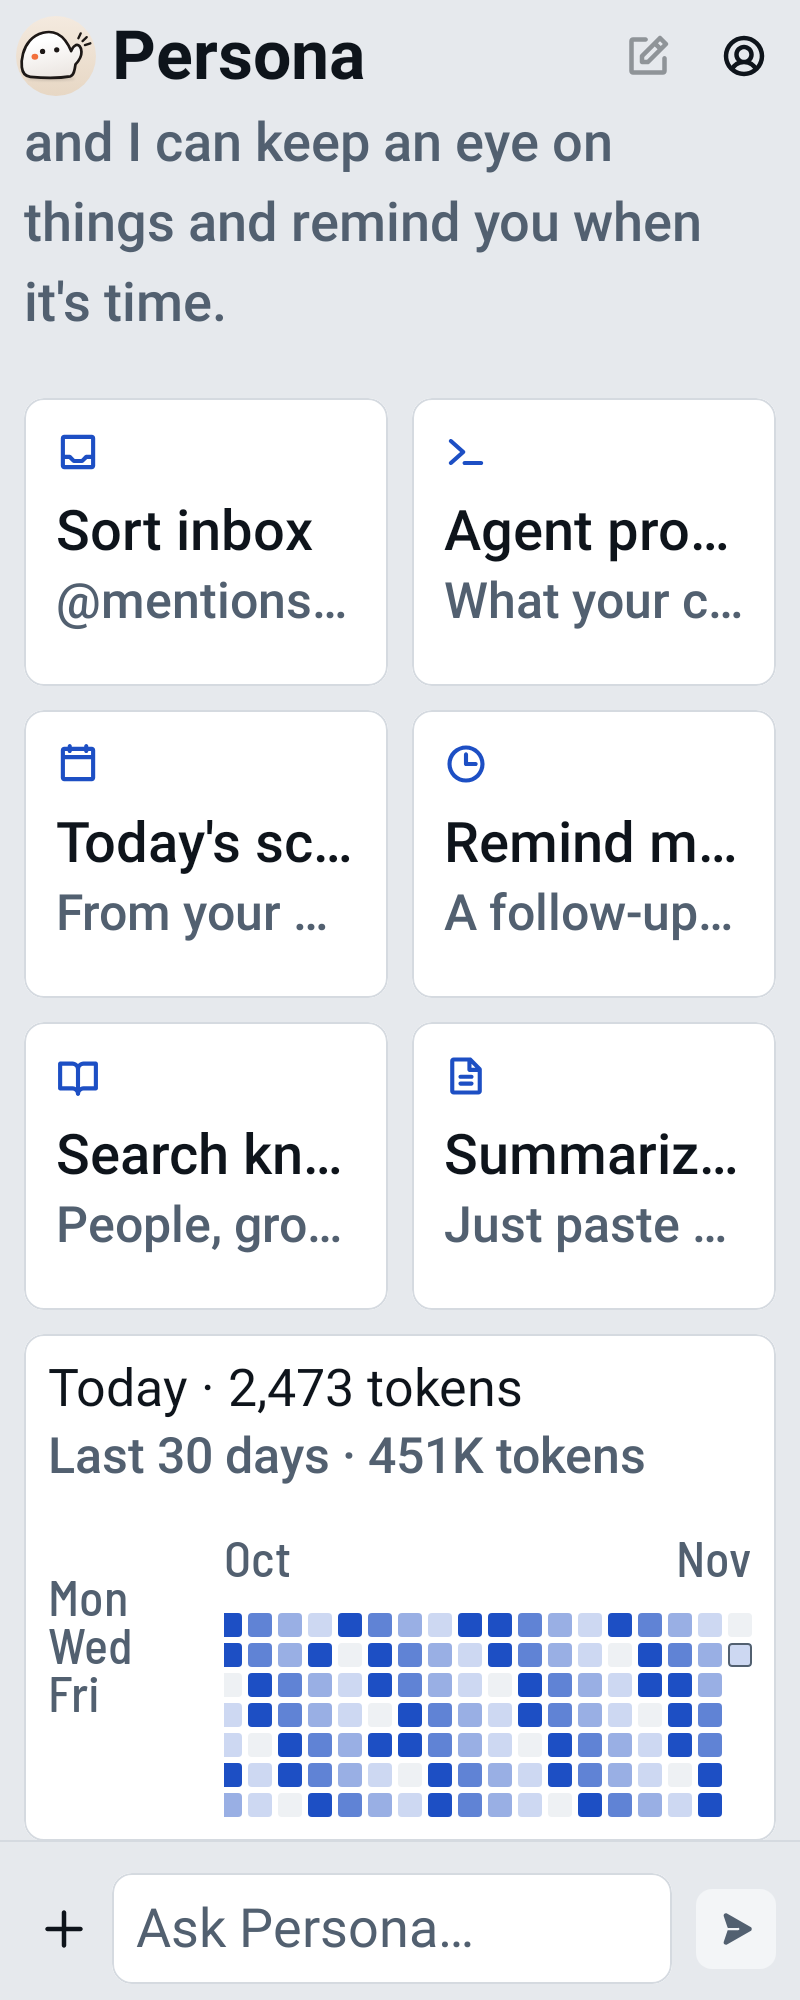 Persona
and I can keep an eye on
things and remind you when
it's time.
Sort inbox
@mentions…
Agent pro…
What your c…
Today's sc…
From your …
Remind m…
A follow-up…
Search kn…
People, gro…
Summariz…
Just paste …
Today · 2,473 tokens
Last 30 days · 451K tokens
Oct
Nov
Mon
Wed
Fri
Ask Persona…